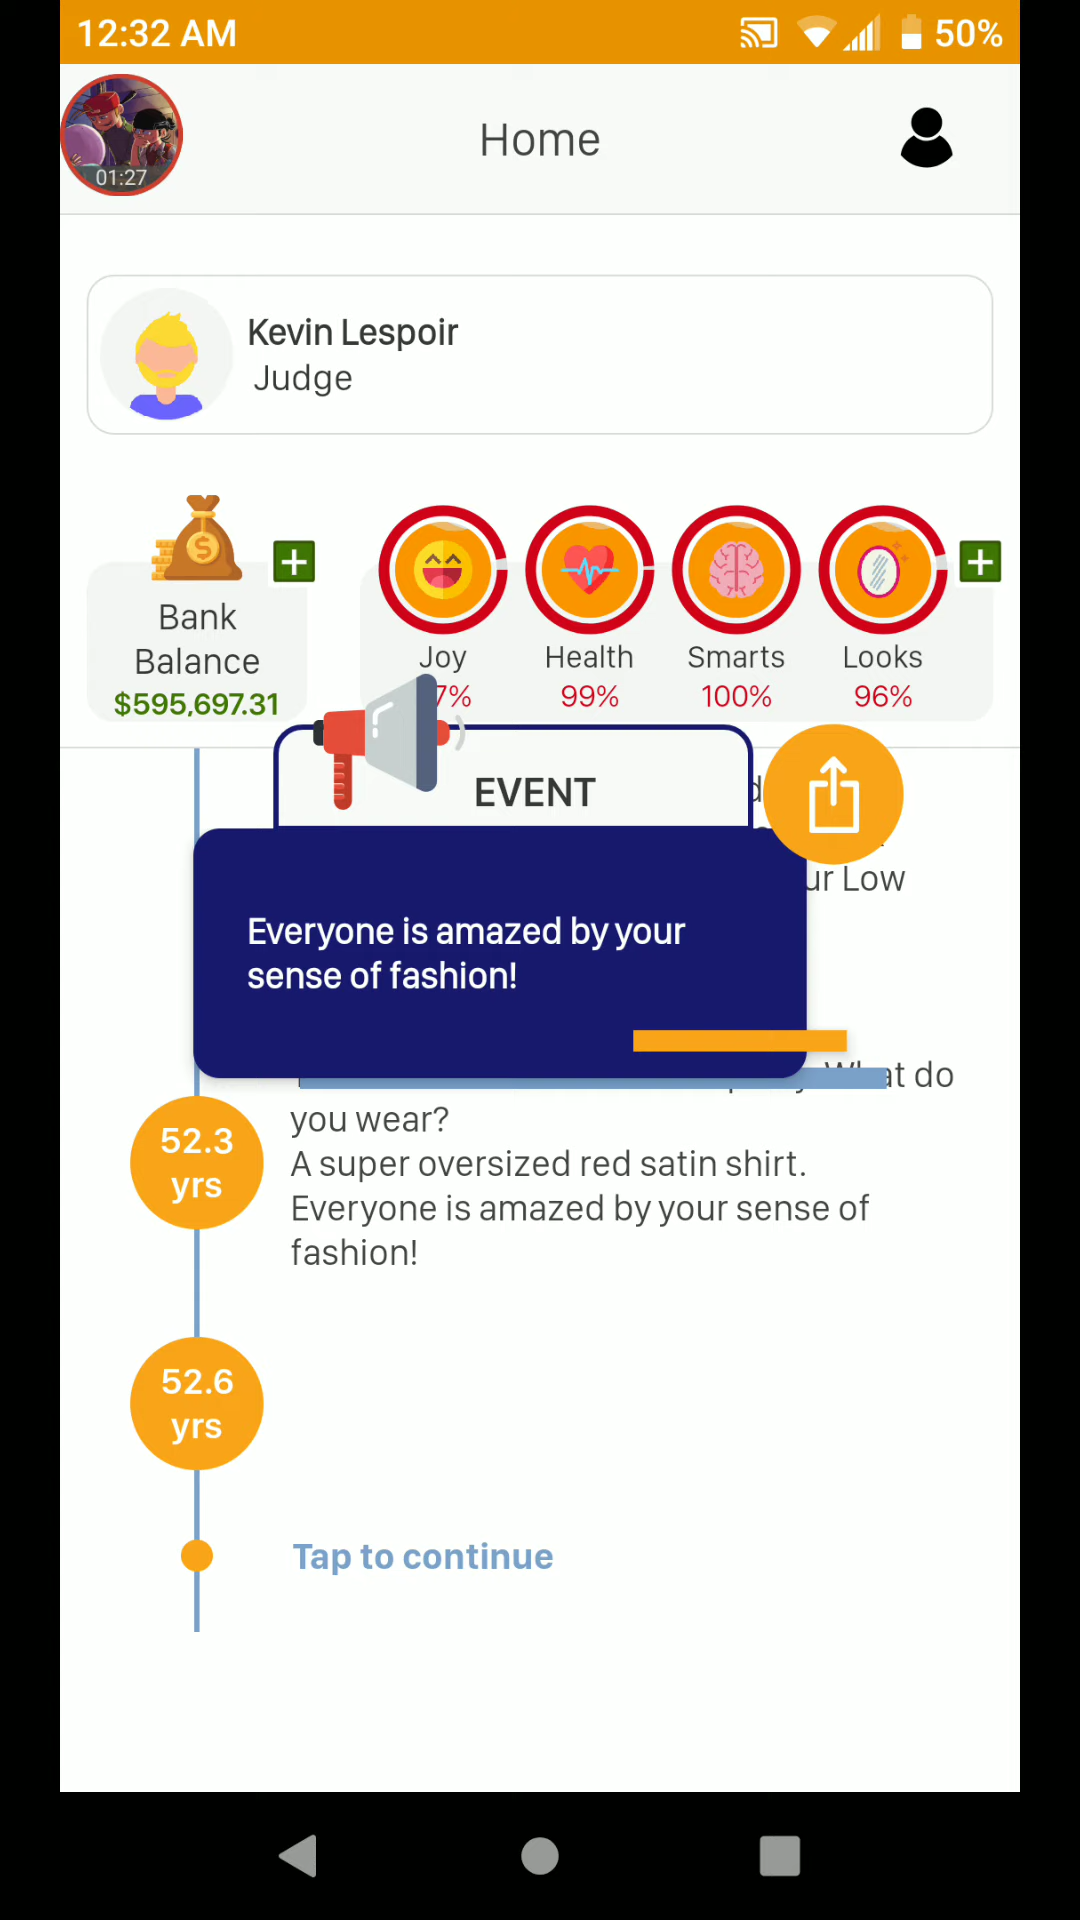 12:32 AM
50%
01:27
Home
Kevin Lespoir
Judge
Bank
Balance
$595,697.31
Joy
7%
Health
99%
Smarts
100%
Looks
96%
EVENT
ur Low
Everyone is amazed by your
sense of fashion!
What do
you wear?
A super oversized red satin shirt.
Everyone is amazed by your sense of
fashion!
52.3
yrs
52.6
yrs
Tap to continue